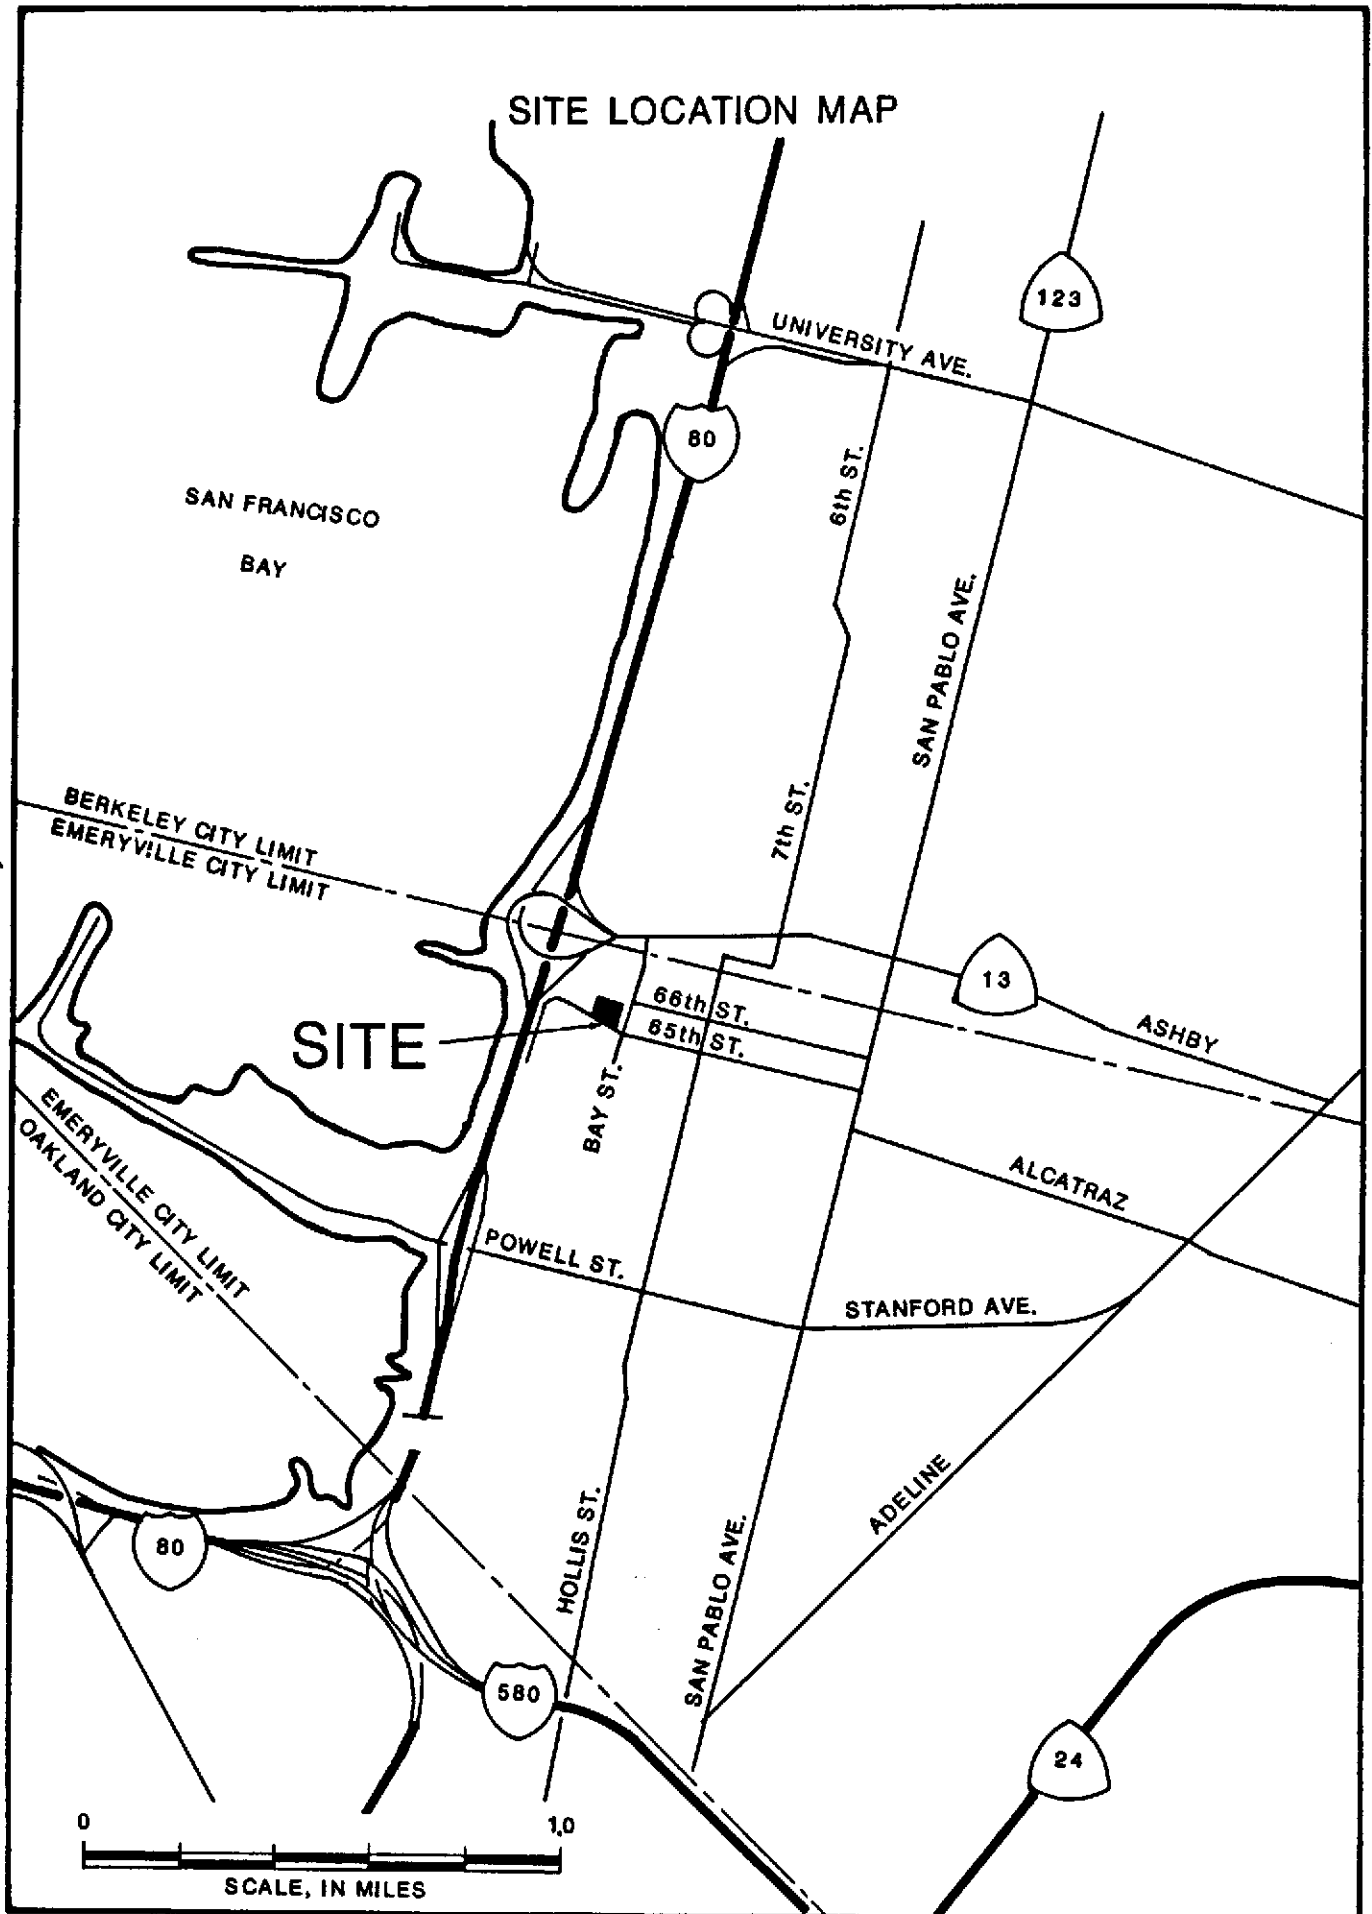 SITE LOCATION MAP
123
UNIVERSITY AVE.
80
6th ST.
SAN FRANCISCO
BAY
SAN PABLO AVE.
7th ST.
BERKELEY CITY LIMIT
EMERYVILLE CITY LIMIT
13
66th ST.
65th ST.
ASHBY
SITE
BAY ST.
EMERYVILLE CITY LIMIT
OAKLAND CITY LIMIT
ALCATRAZ
POWELL ST.
STANFORD AVE.
ADELINE
HOLLIS ST.
SAN PABLO AVE.
80
580
24
0 1.0
SCALE, IN MILES